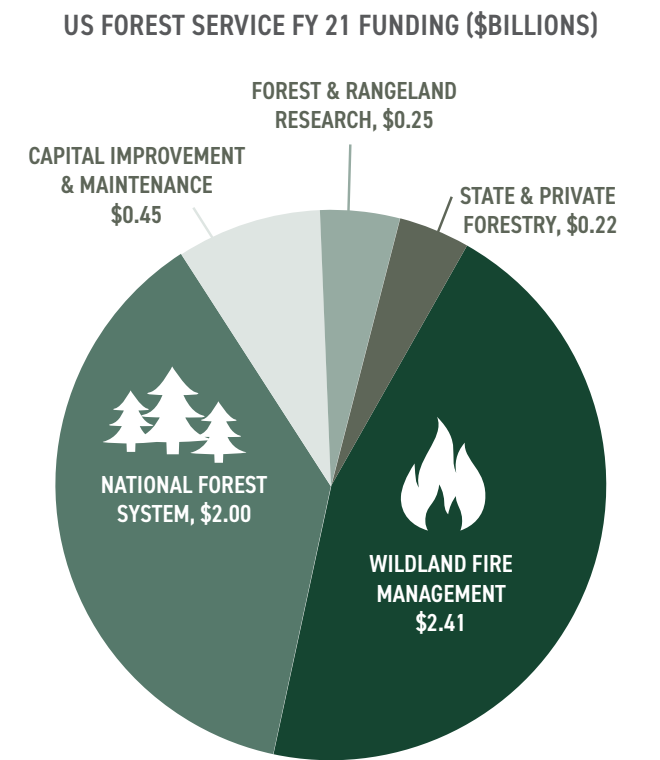 US FOREST SERVICE FY 21 FUNDING ($BILLIONS)
FOREST & RANGELAND
RESEARCH, $0.25
CAPITAL IMPROVEMENT
& MAINTENANCE
$0.45
STATE & PRIVATE
FORESTRY, $0.22
NATIONAL FOREST
SYSTEM, $2.00
WILDLAND FIRE
MANAGEMENT
$2.41